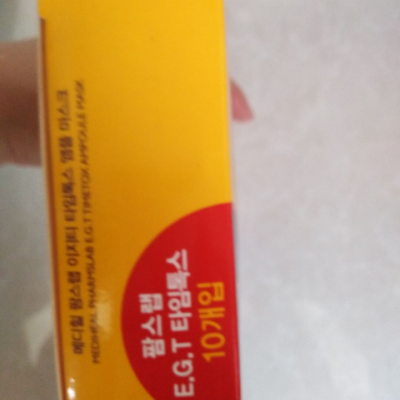 메디힐 팜스랩 이지티 타임톡스 앰플 마스크
MEDIHEAL PHARMSLAB E.G.T TIMETOX AMPOULE MASK
팜스랩
E.G.T 타임톡스
10개입